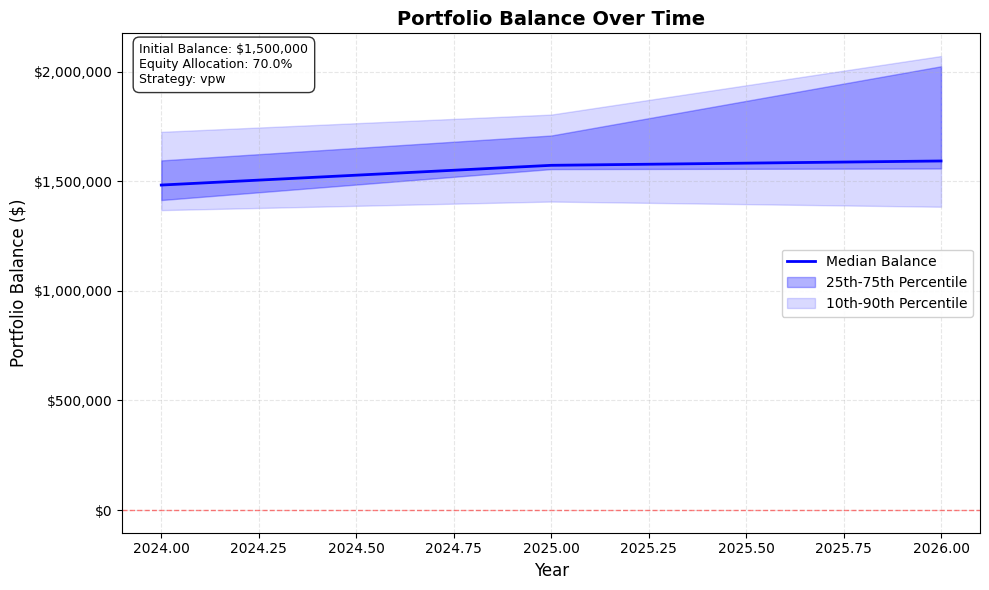 Portfolio Balance Over Time
Initial Balance: $1,500,000
Equity Allocation: 70.0%
Strategy: vpw
Portfolio Balance ($)
$2,000,000
$1,500,000
$1,000,000
$500,000
$0
Median Balance
25th-75th Percentile
10th-90th Percentile
2024.00 2024.25 2024.50 2024.75 2025.00 2025.25 2025.50 2025.75 2026.00
Year